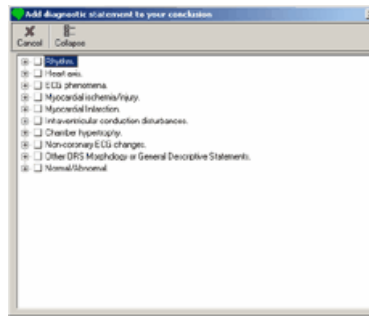 Add diagnostic statement to your conclusion
Cancel Collapse
Rhythm.
Heart axis.
ECG phenomena.
Myocardial ischemia/injury.
Myocardial Infarction.
Intraventricular conduction disturbances.
Chamber hypertrophy.
Non-coronary ECG changes.
Other QRS Morphology or General Descriptive Statements.
Normal/Abnormal.